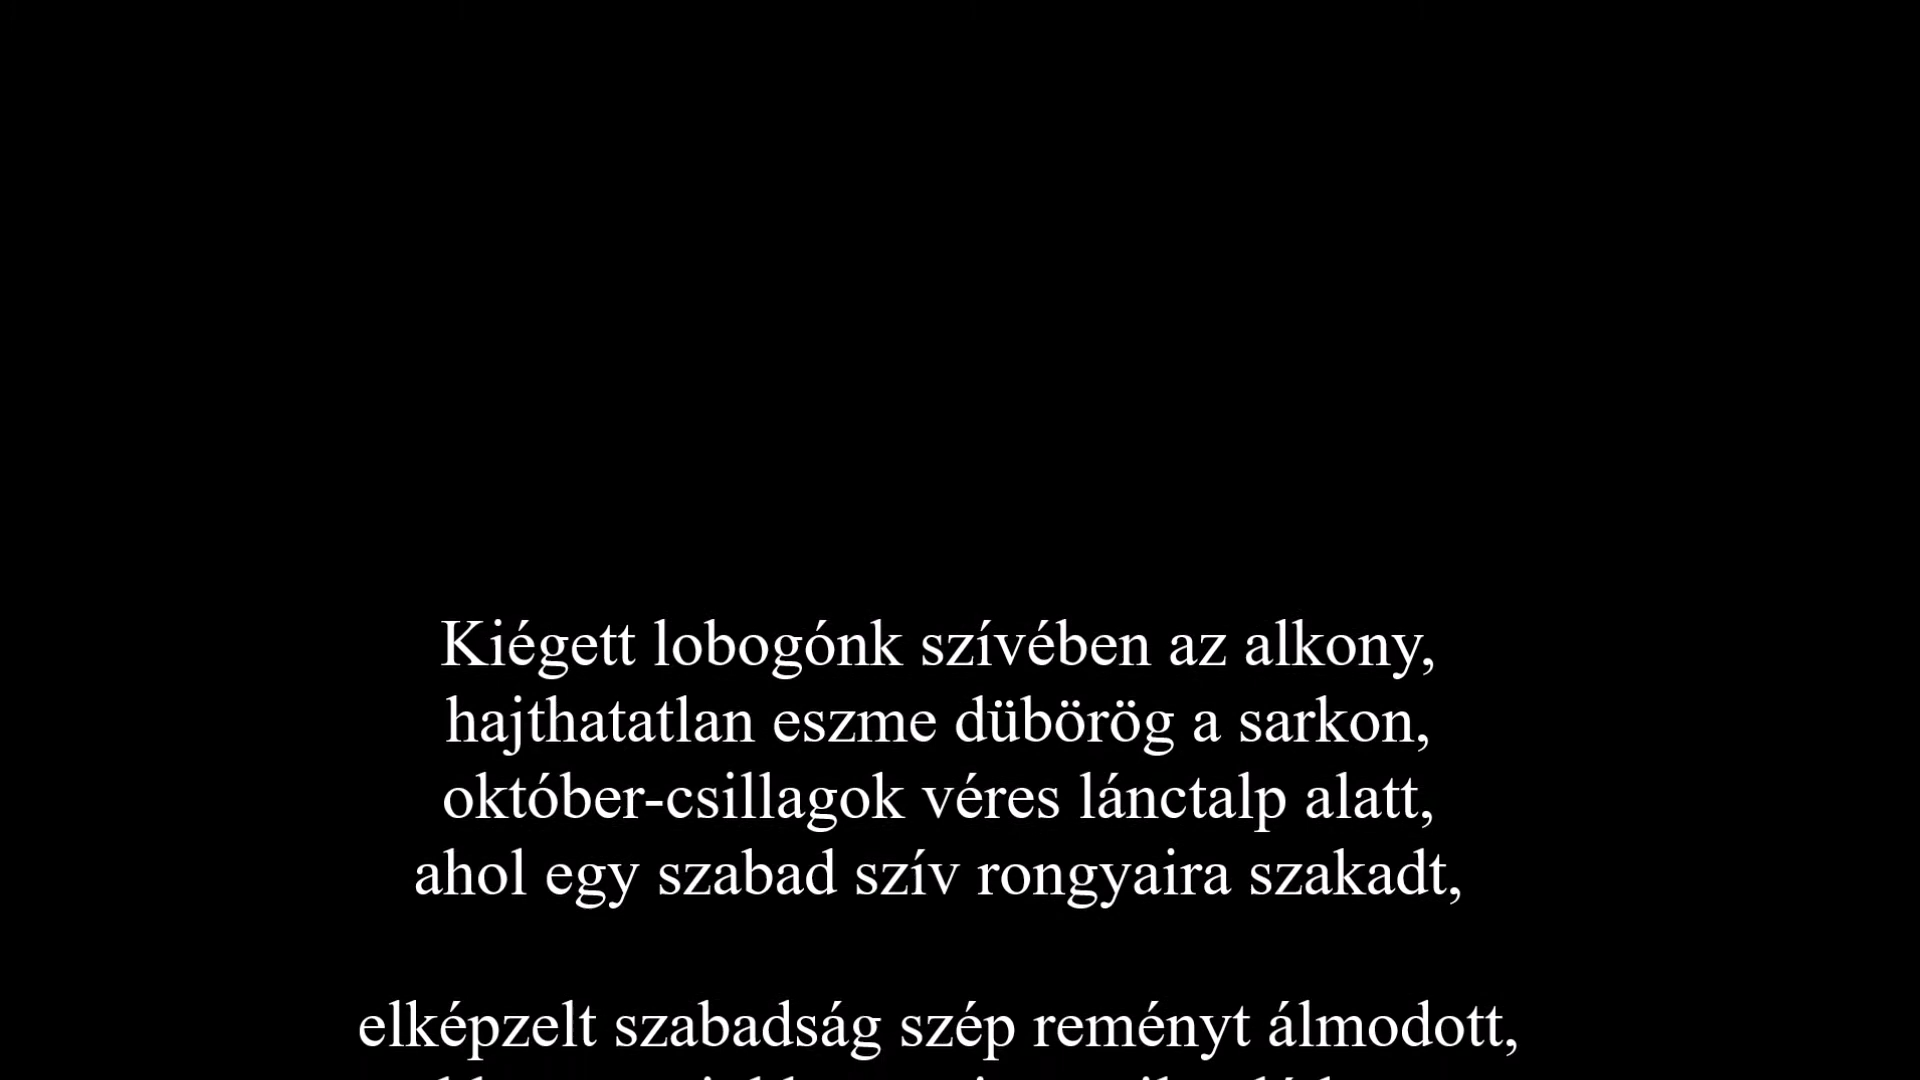 Kiégett lobogónk szívében az alkony,
hajthatatlan eszme dübörög a sarkon,
október-csillagok véres lánctalp alatt,
ahol egy szabad szív rongyaira szakadt,
elképzelt szabadság szép reményt álmodott,